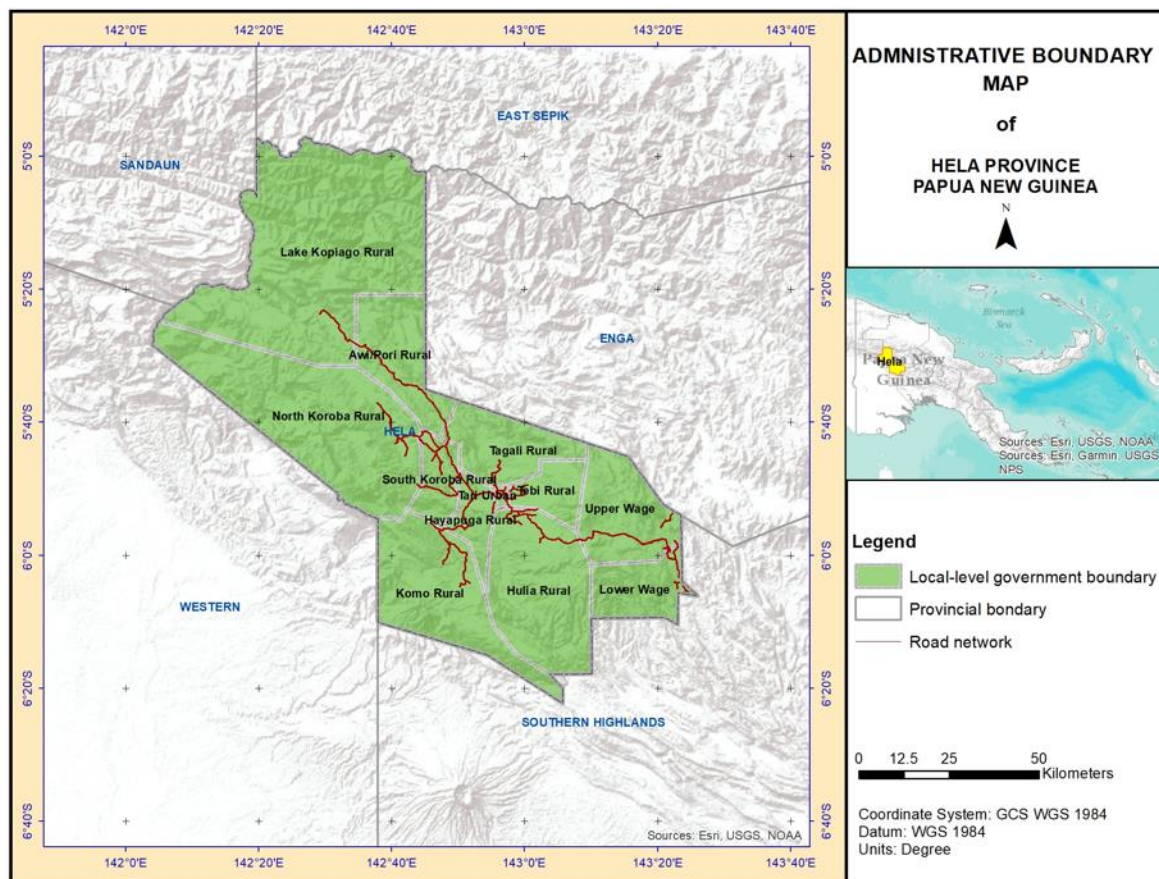 142°0'E 142°20'E 142°40'E 143°0'E 143°20'E 143°40'E
5°0'S 5°0'S
5°20'S 5°20'S
5°40'S 5°40'S
6°0'S 6°0'S
6°20'S 6°20'S
6°40'S 6°40'S
EAST SEPIK
SANDAUN
Lake Kopiago Rural
ENGA
Awi/Pori Rural
North Koroba Rural
HELA
Tagali Rural
South Koroba Rural
Tari Urban
Tebi Rural
Upper Wage
Hayapuga Rural
Komo Rural
Hulia Rural
Lower Wage
WESTERN
SOUTHERN HIGHLANDS
Sources: Esri, USGS, NOAA
142°0'E 142°20'E 142°40'E 143°0'E 143°20'E 143°40'E
ADMNISTRATIVE BOUNDARY
MAP
of
HELA PROVINCE
PAPUA NEW GUINEA
N
Bismarck
Sea
Hela
Papua New
Guinea
Sources: Esri, USGS, NOAA
Sources: Esri, Garmin, USGS
NPS
Legend
Local-level government boundary
Provincial bondary
Road network
0 12.5 25 50
Kilometers
Coordinate System: GCS WGS 1984
Datum: WGS 1984
Units: Degree